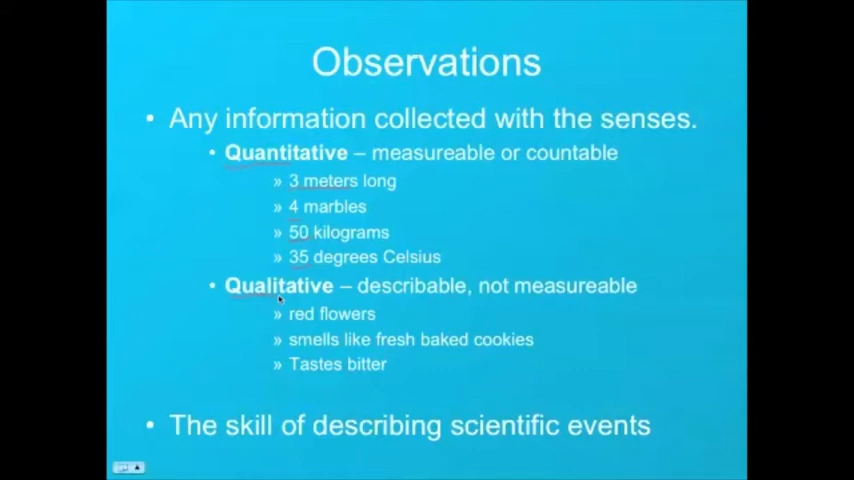 Observations
• Any information collected with the senses.
• Quantitative – measureable or countable
» 3 meters long
» 4 marbles
» 50 kilograms
» 35 degrees Celsius
• Qualitative – describable, not measureable
» red flowers
» smells like fresh baked cookies
» Tastes bitter
• The skill of describing scientific events